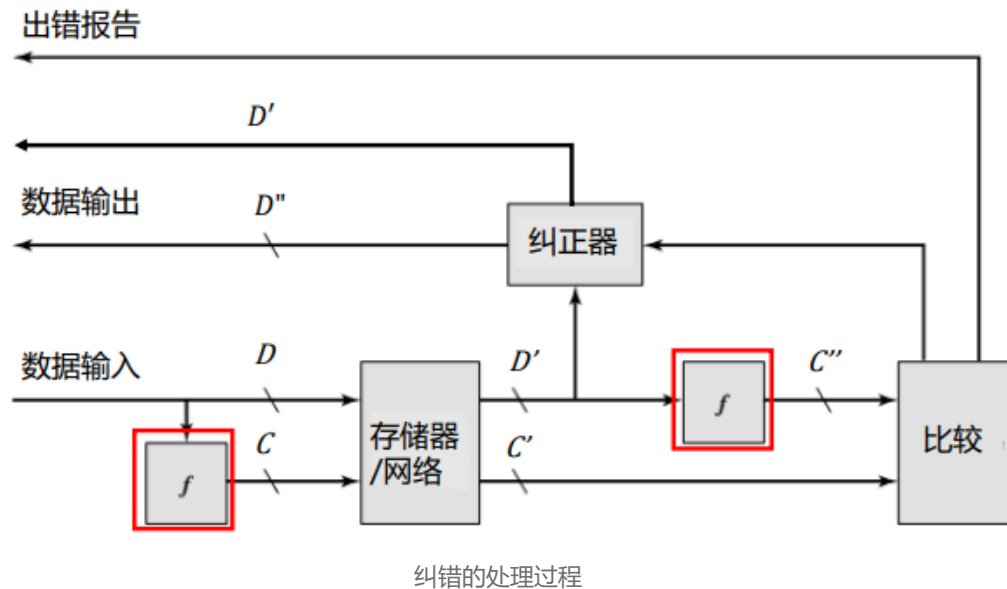 出错报告
D'
数据输出
D"
纠正器
数据输入
D
D'
f
C''
f
C
存储器
/网络
C'
比较
纠错的处理过程